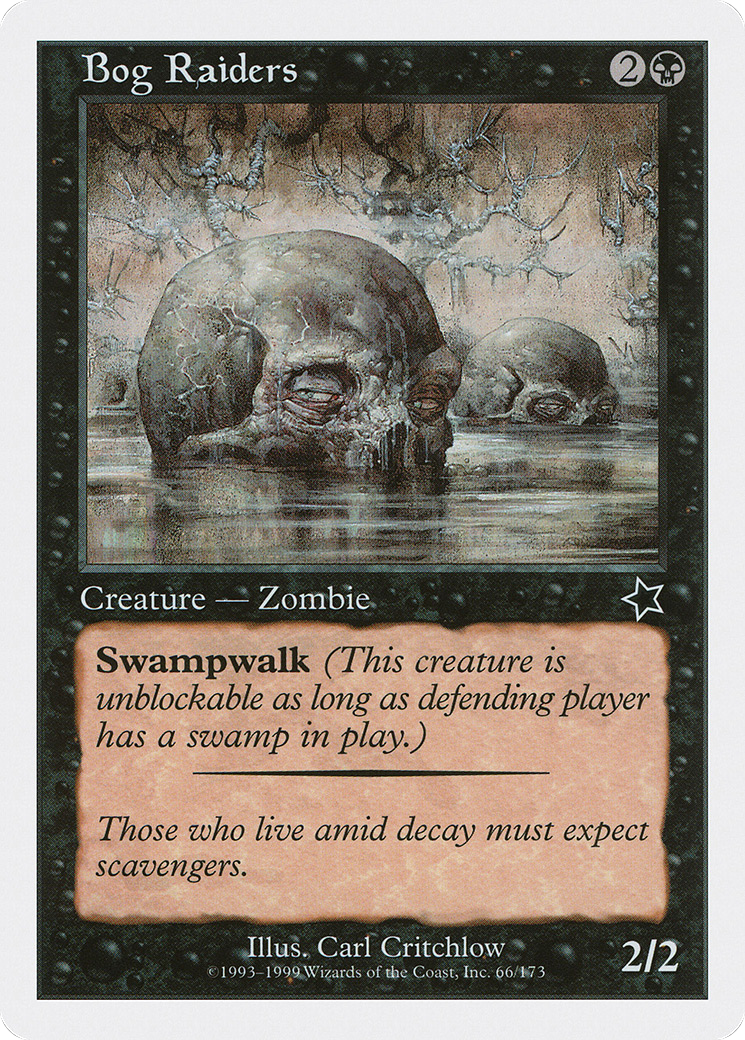 Bog Raiders 2
Creature — Zombie
Swampwalk (This creature is
unblockable as long as defending player
has a swamp in play.)
Those who live amid decay must expect
scavengers.
Illus. Carl Critchlow
©1993–1999 Wizards of the Coast, Inc. 66/173
2/2